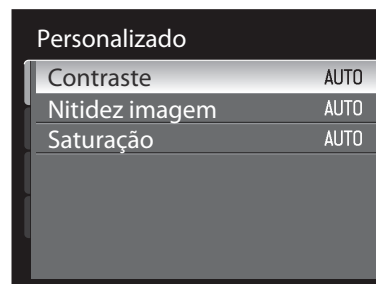 Personalizado
Contraste AUTO
Nitidez imagem AUTO
Saturação AUTO